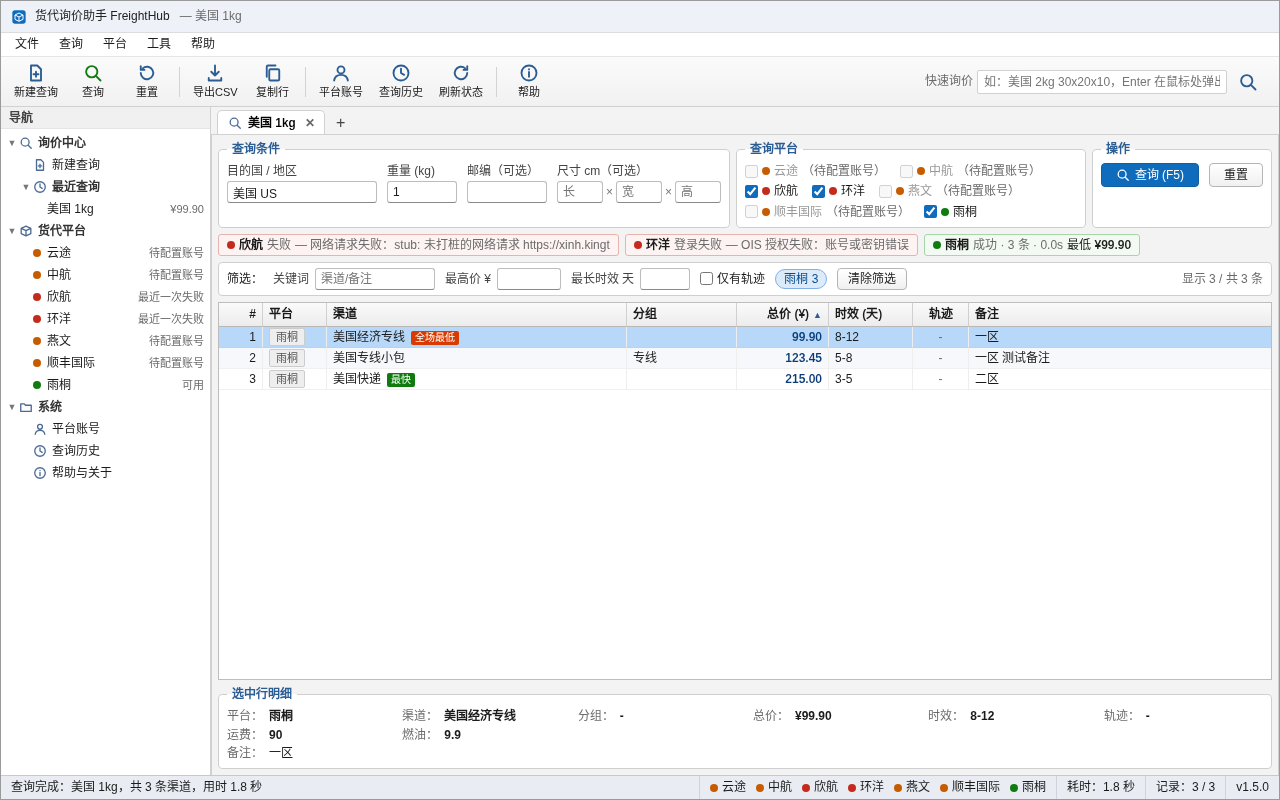 货代询价助手 FreightHub — 美国 1kg
文件 查询 平台 工具 帮助
新建查询 查询 重置 导出CSV 复制行 平台账号 查询历史 刷新状态 帮助
快速询价 如：美国 2kg 30x20x10，Enter 在鼠标处弹出
导航
询价中心
新建查询
最近查询
美国 1kg ¥99.90
货代平台
云途 待配置账号
中航 待配置账号
欣航 最近一次失败
环洋 最近一次失败
燕文 待配置账号
顺丰国际 待配置账号
雨桐 可用
系统
平台账号
查询历史
帮助与关于
美国 1kg ✕ +
查询条件
目的国 / 地区 重量 (kg) 邮编（可选） 尺寸 cm（可选）
美国 US 1 长 × 宽 × 高
查询平台
云途 （待配置账号） 中航 （待配置账号）
欣航 环洋 燕文 （待配置账号）
顺丰国际 （待配置账号） 雨桐
操作
查询 (F5) 重置
欣航 失败 — 网络请求失败：stub: 未打桩的网络请求 https://xinh.kingt
环洋 登录失败 — OIS 授权失败：账号或密钥错误
雨桐 成功 · 3 条 · 0.0s 最低 ¥99.90
筛选： 关键词 渠道/备注 最高价 ¥ 最长时效 天 仅有轨迹 雨桐 3 清除筛选 显示 3 / 共 3 条
# 平台 渠道 分组 总价 (¥) ▲ 时效 (天) 轨迹 备注
1 雨桐 美国经济专线 全场最低 99.90 8-12 - 一区
2 雨桐 美国专线小包 专线 123.45 5-8 - 一区 测试备注
3 雨桐 美国快递 最快 215.00 3-5 - 二区
选中行明细
平台： 雨桐 渠道： 美国经济专线 分组： - 总价： ¥99.90 时效： 8-12 轨迹： -
运费： 90 燃油： 9.9
备注： 一区
查询完成：美国 1kg，共 3 条渠道，用时 1.8 秒 云途 中航 欣航 环洋 燕文 顺丰国际 雨桐 耗时：1.8 秒 记录：3 / 3 v1.5.0